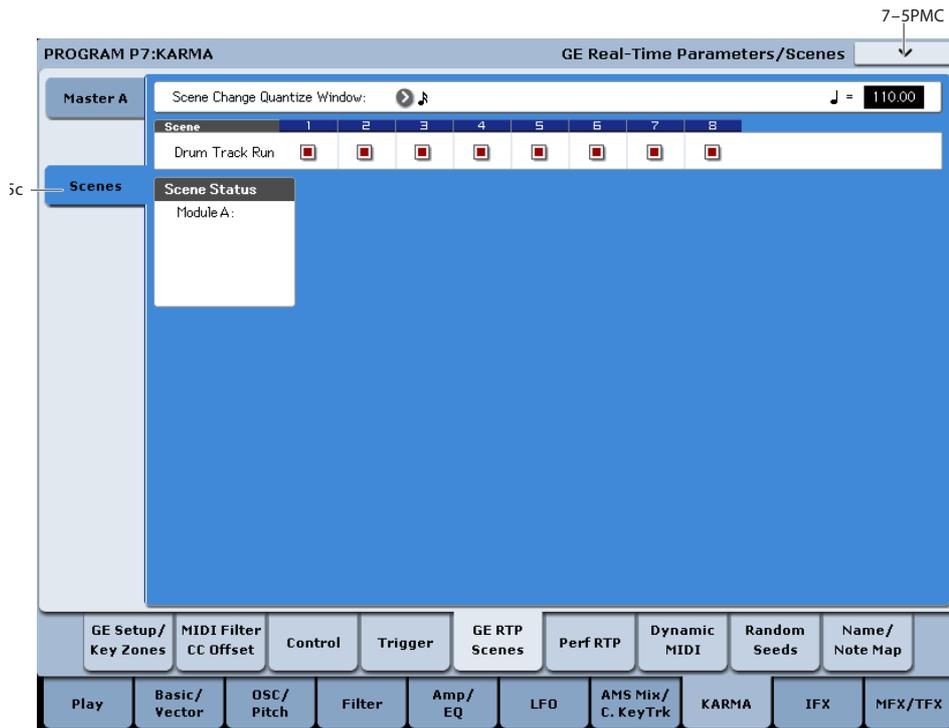 7–5PMC
PROGRAM P7:KARMA
GE Real-Time Parameters/Scenes
Master A
Scene Change Quantize Window:
♪
♩ = 110.00
Scene 1 2 3 4 5 6 7 8
Drum Track Run
5c
Scenes
Scene Status
Module A:
GE Setup/
Key Zones
MIDI Filter
CC Offset
Control
Trigger
GE RTP
Scenes
Perf RTP
Dynamic
MIDI
Random
Seeds
Name/
Note Map
Play
Basic/
Vector
OSC/
Pitch
Filter
Amp/
EQ
LFO
AMS Mix/
C. KeyTrk
KARMA
IFX
MFX/TFX